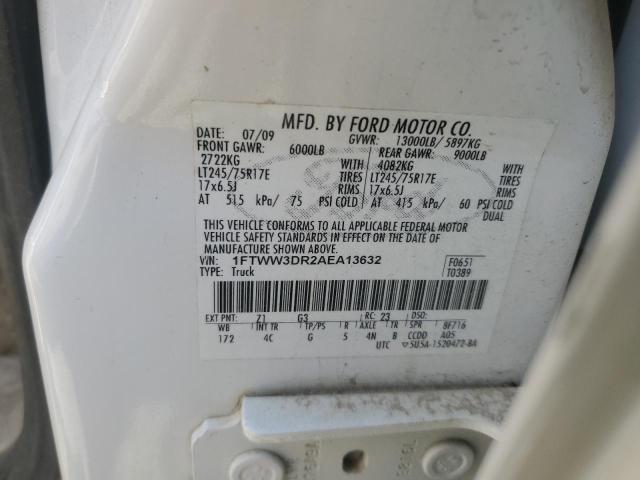 MFD. BY FORD MOTOR CO.
DATE: 07/09 GVWR: 13000LB/ 5897KG
FRONT GAWR: 6000LB REAR GAWR: 9000LB
2722KG WITH 4082KG WITH
LT245/75R17E TIRES LT245/75R17E TIRES
17x6.5J RIMS 17x6.5J RIMS
AT 515 kPa/ 75 PSI COLD AT 415 kPa/ 60 PSI COLD
DUAL
THIS VEHICLE CONFORMS TO ALL APPLICABLE FEDERAL MOTOR
VEHICLE SAFETY STANDARDS IN EFFECT ON THE DATE OF
MANUFACTURE SHOWN ABOVE.
VIN: 1FTWW3DR2AEA13632 F0651
TYPE: Truck T0389
EXT PNT: Z1 G3 RC: 23 DSO:
WB INT TR TP/PS R AXLE TR SPR 8F716
172 4C G 5 4N B CCDD A05
UTC 5U5A-1520472-BA